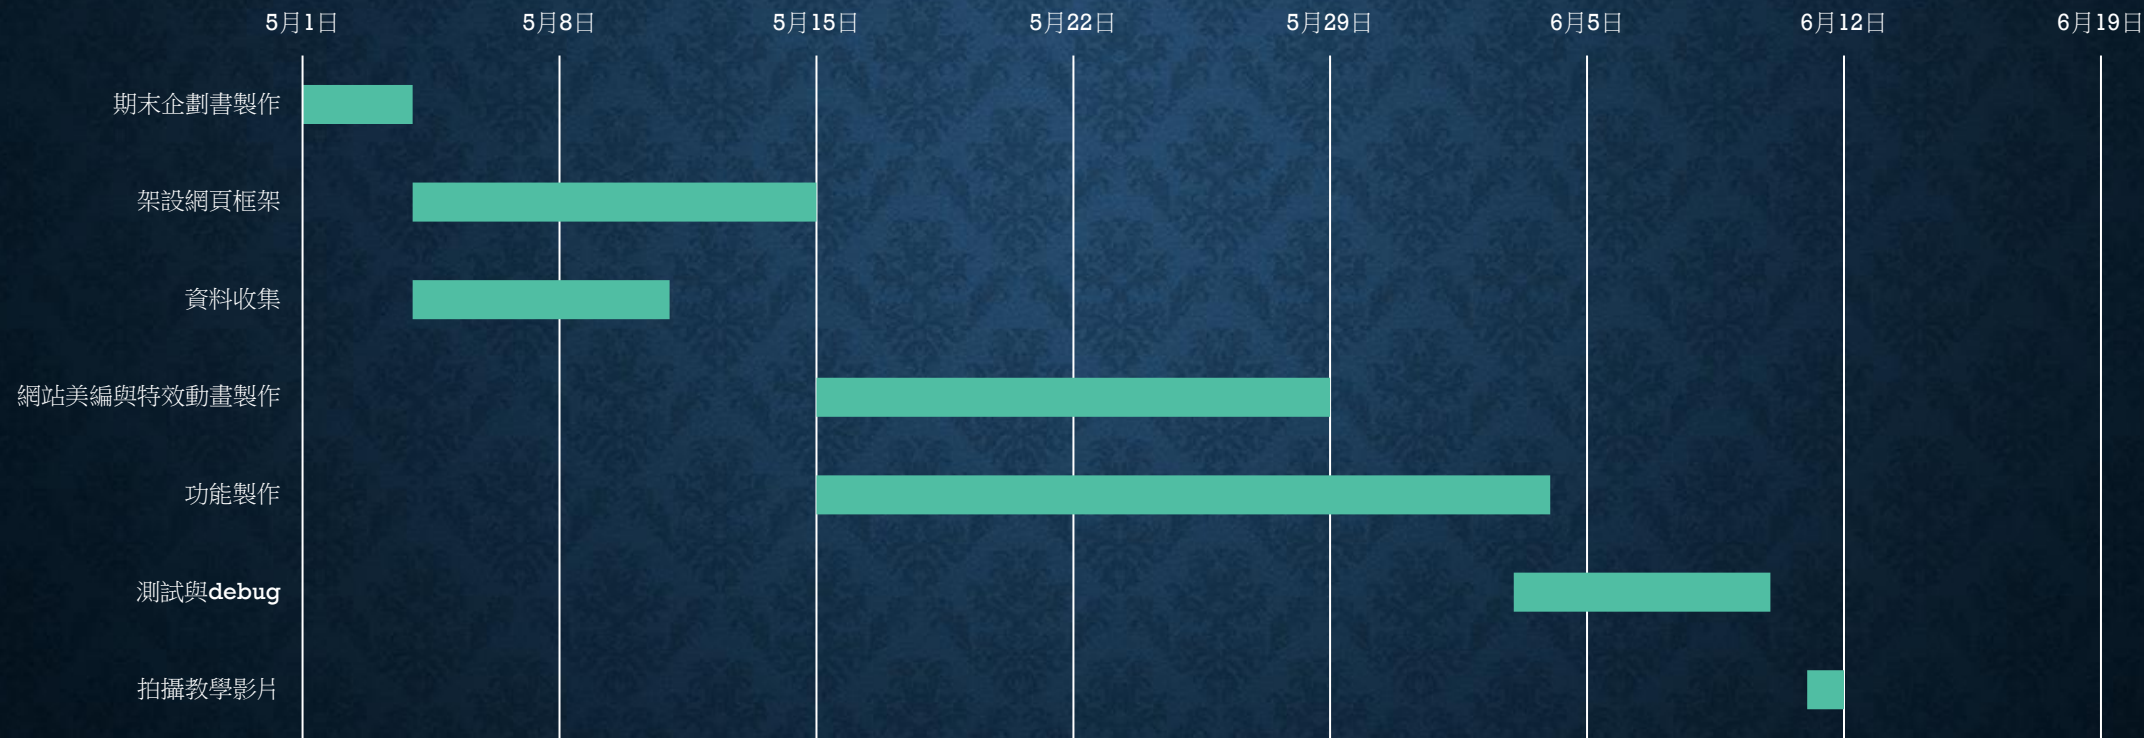 5月1日 5月8日 5月15日 5月22日 5月29日 6月5日 6月12日 6月19日
期末企劃書製作
架設網頁框架
資料收集
網站美編與特效動畫製作
功能製作
測試與debug
拍攝教學影片